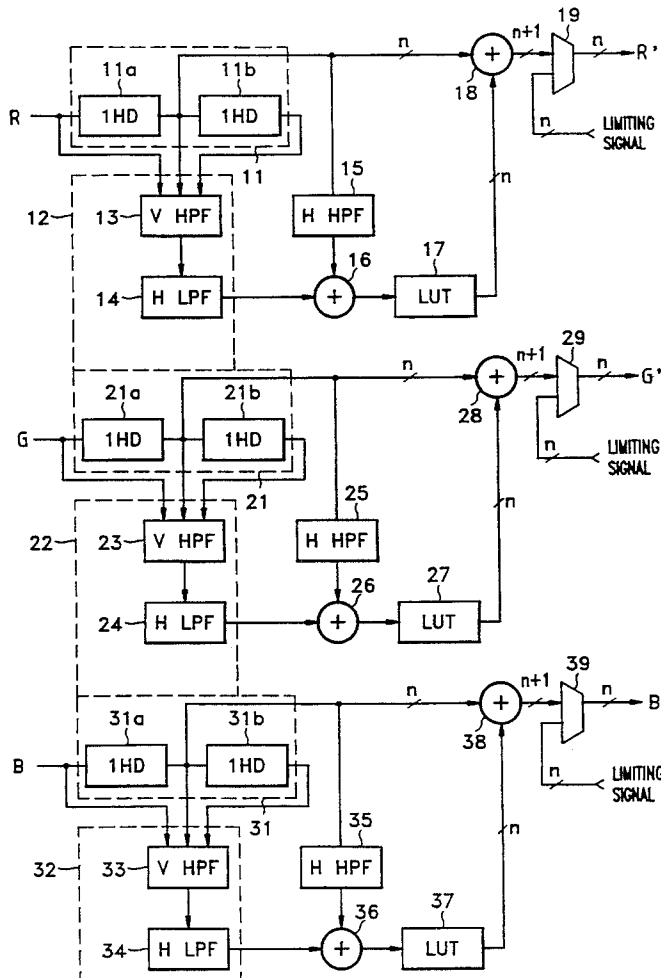 19
n
n+1
n
R'
11a
11b
18
R
1HD
1HD
n
LIMITING
SIGNAL
11
15
n
12
13
V HPF
H HPF
16
17
14
H LPF
+
LUT
+
29
n
n+1
n
G'
21a
21b
28
+
G
1HD
1HD
n
LIMITING
SIGNAL
21
25
n
22
23
V HPF
H HPF
26
27
24
H LPF
+
LUT
39
n
n+1
n
B
31a
31b
38
+
B
1HD
1HD
n
LIMITING
SIGNAL
31
35
n
32
33
V HPF
H HPF
36
37
34
H LPF
+
LUT